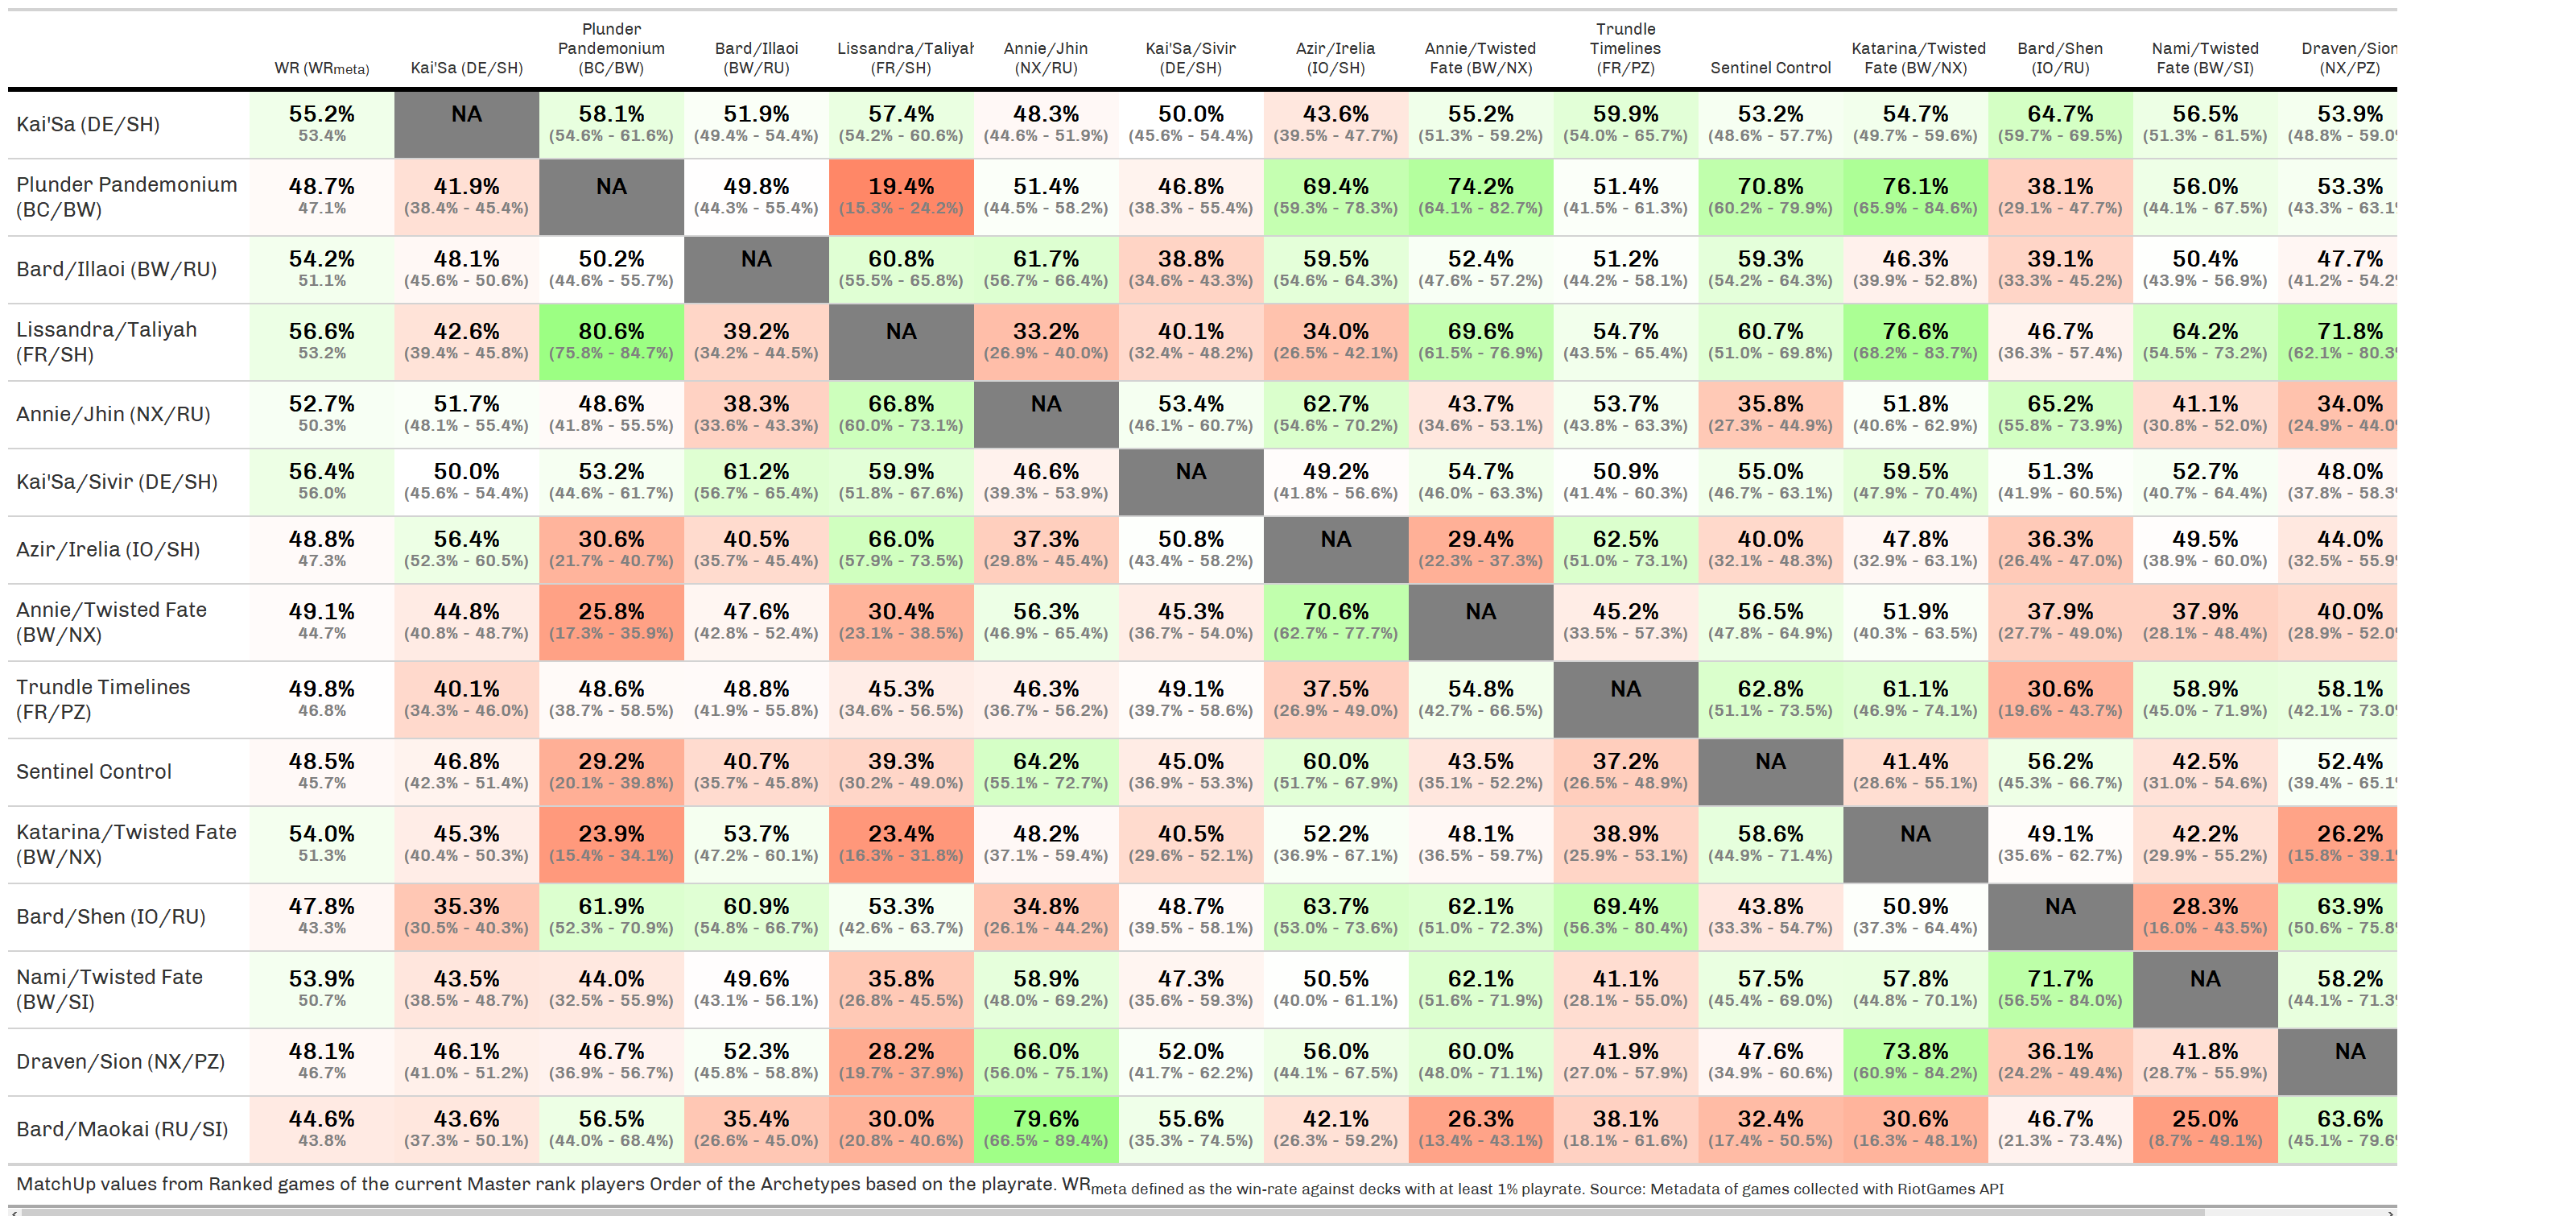 WR (WRmeta) Kai'Sa (DE/SH) Plunder Pandemonium (BC/BW) Bard/Illaoi (BW/RU) Lissandra/Taliyah (FR/SH) Annie/Jhin (NX/RU) Kai'Sa/Sivir (DE/SH) Azir/Irelia (IO/SH) Annie/Twisted Fate (BW/NX) Trundle Timelines (FR/PZ) Sentinel Control Katarina/Twisted Fate (BW/NX) Bard/Shen (IO/RU) Nami/Twisted Fate (BW/SI) Draven/Sion (NX/PZ)
Kai'Sa (DE/SH) 55.2% NA 58.1% 51.9% 57.4% 48.3% 50.0% 43.6% 55.2% 59.9% 53.2% 54.7% 64.7% 56.5% 53.9%
53.4% (54.6% - 61.6%) (49.4% - 54.4%) (54.2% - 60.6%) (44.6% - 51.9%) (45.6% - 54.4%) (39.5% - 47.7%) (51.3% - 59.2%) (54.0% - 65.7%) (48.6% - 57.7%) (49.7% - 59.6%) (59.7% - 69.5%) (51.3% - 61.5%) (48.8% - 59.0%
Plunder Pandemonium (BC/BW) 48.7% 41.9% NA 49.8% 19.4% 51.4% 46.8% 69.4% 74.2% 51.4% 70.8% 76.1% 38.1% 56.0% 53.3%
47.1% (38.4% - 45.4%) (44.3% - 55.4%) (15.3% - 24.2%) (44.5% - 58.2%) (38.3% - 55.4%) (59.3% - 78.3%) (64.1% - 82.7%) (41.5% - 61.3%) (60.2% - 79.9%) (65.9% - 84.6%) (29.1% - 47.7%) (44.1% - 67.5%) (43.3% - 63.1%
Bard/Illaoi (BW/RU) 54.2% 48.1% 50.2% NA 60.8% 61.7% 38.8% 59.5% 52.4% 51.2% 59.3% 46.3% 39.1% 50.4% 47.7%
51.1% (45.6% - 50.6%) (44.6% - 55.7%) (55.5% - 65.8%) (56.7% - 66.4%) (34.6% - 43.3%) (54.6% - 64.3%) (47.6% - 57.2%) (44.2% - 58.1%) (54.2% - 64.3%) (39.9% - 52.8%) (33.3% - 45.2%) (43.9% - 56.9%) (41.2% - 54.2%
Lissandra/Taliyah (FR/SH) 56.6% 42.6% 80.6% 39.2% NA 33.2% 40.1% 34.0% 69.6% 54.7% 60.7% 76.6% 46.7% 64.2% 71.8%
53.2% (39.4% - 45.8%) (75.8% - 84.7%) (34.2% - 44.5%) (26.9% - 40.0%) (32.4% - 48.2%) (26.5% - 42.1%) (61.5% - 76.9%) (43.5% - 65.4%) (51.0% - 69.8%) (68.2% - 83.7%) (36.3% - 57.4%) (54.5% - 73.2%) (62.1% - 80.3%
Annie/Jhin (NX/RU) 52.7% 51.7% 48.6% 38.3% 66.8% NA 53.4% 62.7% 43.7% 53.7% 35.8% 51.8% 65.2% 41.1% 34.0%
50.3% (48.1% - 55.4%) (41.8% - 55.5%) (33.6% - 43.3%) (60.0% - 73.1%) (46.1% - 60.7%) (54.6% - 70.2%) (34.6% - 53.1%) (43.8% - 63.3%) (27.3% - 44.9%) (40.6% - 62.9%) (55.8% - 73.9%) (30.8% - 52.0%) (24.9% - 44.0%
Kai'Sa/Sivir (DE/SH) 56.4% 50.0% 53.2% 61.2% 59.9% 46.6% NA 49.2% 54.7% 50.9% 55.0% 59.5% 51.3% 52.7% 48.0%
56.0% (45.6% - 54.4%) (44.6% - 61.7%) (56.7% - 65.4%) (51.8% - 67.6%) (39.3% - 53.9%) (41.8% - 56.6%) (46.0% - 63.3%) (41.4% - 60.3%) (46.7% - 63.1%) (47.9% - 70.4%) (41.9% - 60.5%) (40.7% - 64.4%) (37.8% - 58.3%
Azir/Irelia (IO/SH) 48.8% 56.4% 30.6% 40.5% 66.0% 37.3% 50.8% NA 29.4% 62.5% 40.0% 47.8% 36.3% 49.5% 44.0%
47.3% (52.3% - 60.5%) (21.7% - 40.7%) (35.7% - 45.4%) (57.9% - 73.5%) (29.8% - 45.4%) (43.4% - 58.2%) (22.3% - 37.3%) (51.0% - 73.1%) (32.1% - 48.3%) (32.9% - 63.1%) (26.4% - 47.0%) (38.9% - 60.0%) (32.5% - 55.9%
Annie/Twisted Fate (BW/NX) 49.1% 44.8% 25.8% 47.6% 30.4% 56.3% 45.3% 70.6% NA 45.2% 56.5% 51.9% 37.9% 37.9% 40.0%
44.7% (40.8% - 48.7%) (17.3% - 35.9%) (42.8% - 52.4%) (23.1% - 38.5%) (46.9% - 65.4%) (36.7% - 54.0%) (62.7% - 77.7%) (33.5% - 57.3%) (47.8% - 64.9%) (40.3% - 63.5%) (27.7% - 49.0%) (28.1% - 48.4%) (28.9% - 52.0%
Trundle Timelines (FR/PZ) 49.8% 40.1% 48.6% 48.8% 45.3% 46.3% 49.1% 37.5% 54.8% NA 62.8% 61.1% 30.6% 58.9% 58.1%
46.8% (34.3% - 46.0%) (38.7% - 58.5%) (41.9% - 55.8%) (34.6% - 56.5%) (36.7% - 56.2%) (39.7% - 58.6%) (26.9% - 49.0%) (42.7% - 66.5%) (51.1% - 73.5%) (46.9% - 74.1%) (19.6% - 43.7%) (45.0% - 71.9%) (42.1% - 73.0%
Sentinel Control 48.5% 46.8% 29.2% 40.7% 39.3% 64.2% 45.0% 60.0% 43.5% 37.2% NA 41.4% 56.2% 42.5% 52.4%
45.7% (42.3% - 51.4%) (20.1% - 39.8%) (35.7% - 45.8%) (30.2% - 49.0%) (55.1% - 72.7%) (36.9% - 53.3%) (51.7% - 67.9%) (35.1% - 52.2%) (26.5% - 48.9%) (28.6% - 55.1%) (45.3% - 66.7%) (31.0% - 54.6%) (39.4% - 65.1%
Katarina/Twisted Fate (BW/NX) 54.0% 45.3% 23.9% 53.7% 23.4% 48.2% 40.5% 52.2% 48.1% 38.9% 58.6% NA 49.1% 42.2% 26.2%
51.3% (40.4% - 50.3%) (15.4% - 34.1%) (47.2% - 60.1%) (16.3% - 31.8%) (37.1% - 59.4%) (29.6% - 52.1%) (36.9% - 67.1%) (36.5% - 59.7%) (25.9% - 53.1%) (44.9% - 71.4%) (35.6% - 62.7%) (29.9% - 55.2%) (15.8% - 39.1%
Bard/Shen (IO/RU) 47.8% 35.3% 61.9% 60.9% 53.3% 34.8% 48.7% 63.7% 62.1% 69.4% 43.8% 50.9% NA 28.3% 63.9%
43.3% (30.5% - 40.3%) (52.3% - 70.9%) (54.8% - 66.7%) (42.6% - 63.7%) (26.1% - 44.2%) (39.5% - 58.1%) (53.0% - 73.6%) (51.0% - 72.3%) (56.3% - 80.4%) (33.3% - 54.7%) (37.3% - 64.4%) (16.0% - 43.5%) (50.6% - 75.8%
Nami/Twisted Fate (BW/SI) 53.9% 43.5% 44.0% 49.6% 35.8% 58.9% 47.3% 50.5% 62.1% 41.1% 57.5% 57.8% 71.7% NA 58.2%
50.7% (38.5% - 48.7%) (32.5% - 55.9%) (43.1% - 56.1%) (26.8% - 45.5%) (48.0% - 69.2%) (35.6% - 59.3%) (40.0% - 61.1%) (51.6% - 71.9%) (28.1% - 55.0%) (45.4% - 69.0%) (44.8% - 70.1%) (56.5% - 84.0%) (44.1% - 71.3%
Draven/Sion (NX/PZ) 48.1% 46.1% 46.7% 52.3% 28.2% 66.0% 52.0% 56.0% 60.0% 41.9% 47.6% 73.8% 36.1% 41.8% NA
46.7% (41.0% - 51.2%) (36.9% - 56.7%) (45.8% - 58.8%) (19.7% - 37.9%) (56.0% - 75.1%) (41.7% - 62.2%) (44.1% - 67.5%) (48.0% - 71.1%) (27.0% - 57.9%) (34.9% - 60.6%) (60.9% - 84.2%) (24.2% - 49.4%) (28.7% - 55.9%)
Bard/Maokai (RU/SI) 44.6% 43.6% 56.5% 35.4% 30.0% 79.6% 55.6% 42.1% 26.3% 38.1% 32.4% 30.6% 46.7% 25.0% 63.6%
43.8% (37.3% - 50.1%) (44.0% - 68.4%) (26.6% - 45.0%) (20.8% - 40.6%) (66.5% - 89.4%) (35.3% - 74.5%) (26.3% - 59.2%) (13.4% - 43.1%) (18.1% - 61.6%) (17.4% - 50.5%) (16.3% - 48.1%) (21.3% - 73.4%) (8.7% - 49.1%) (45.1% - 79.6%
MatchUp values from Ranked games of the current Master rank players Order of the Archetypes based on the playrate. WRmeta defined as the win-rate against decks with at least 1% playrate. Source: Metadata of games collected with RiotGames API